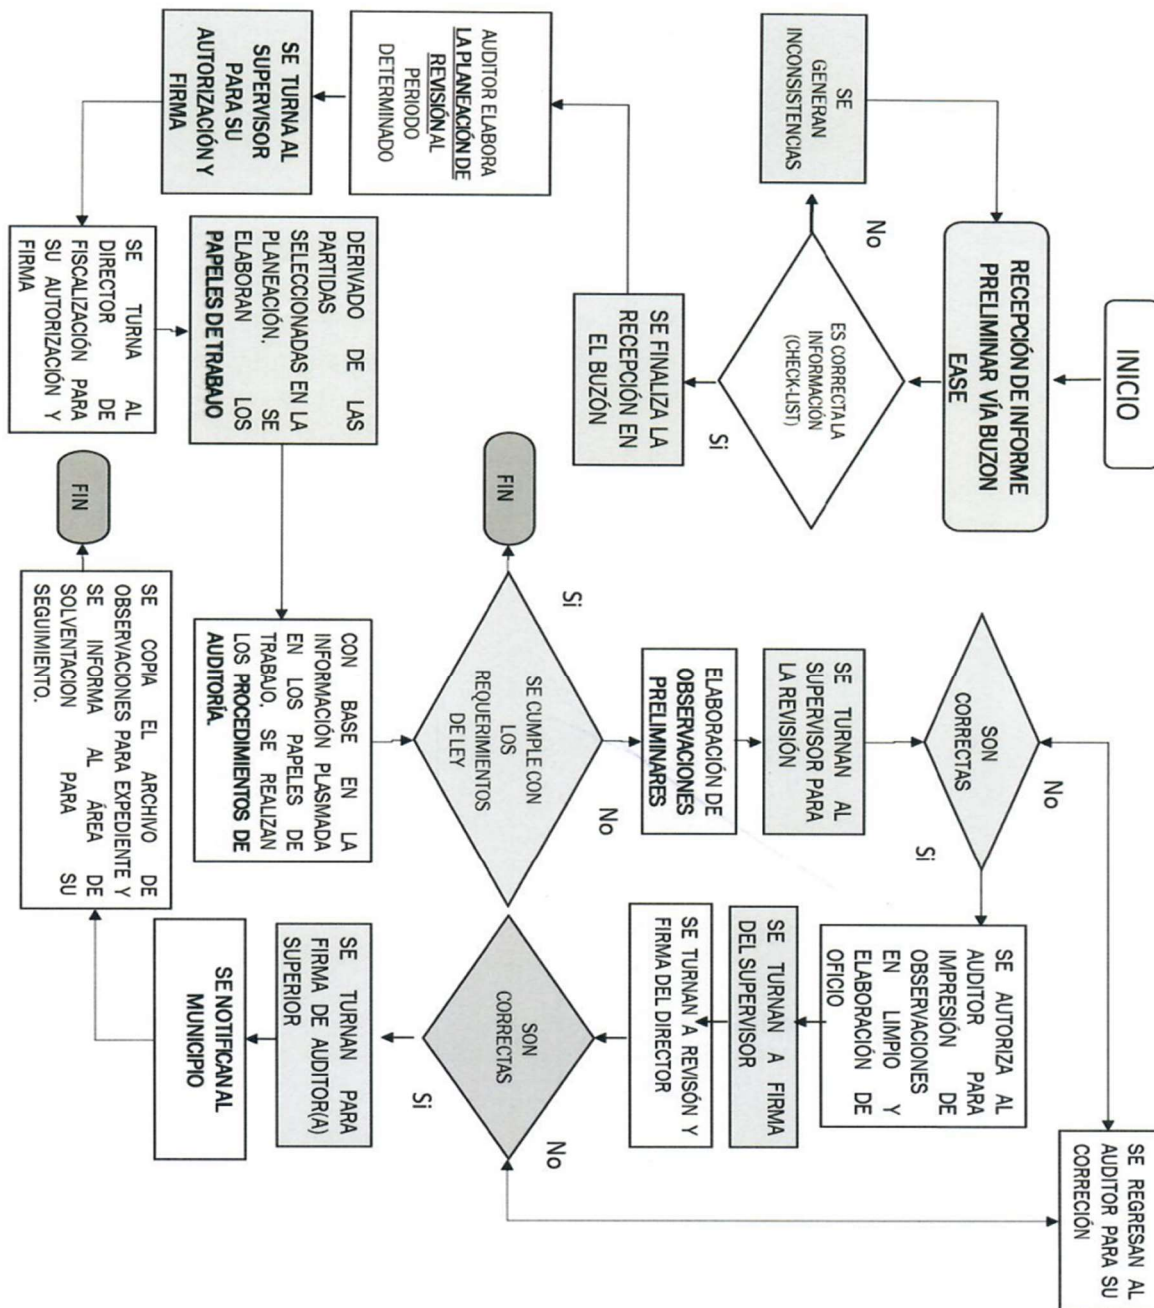 INICIO
RECEPCIÓN DE INFORME
PRELIMINAR VÍA BUZON
EASE
ES CORRECTA LA
INFORMACIÓN
(CHECK-LIST)
No
SE
GENERAN
INCONSISTENCIAS
Si
SE FINALIZA LA
RECEPCIÓN EN
EL BUZÓN
AUDITOR ELABORA
LA PLANEACIÓN DE
REVISIÓN AL
PERIODO
DETERMINADO
SE TURNA AL
SUPERVISOR
PARA SU
AUTORIZACIÓN Y
FIRMA
SE TURNA AL
DIRECTOR DE
FISCALIZACIÓN PARA
SU AUTORIZACIÓN Y
FIRMA
DERIVADO DE LAS
PARTIDAS
SELECCIONADAS EN LA
PLANEACIÓN, SE
ELABORAN LOS
PAPELES DE TRABAJO
CON BASE EN LA
INFORMACIÓN PLASMADA
EN LOS PAPELES DE
TRABAJO, SE REALIZAN
LOS PROCEDIMIENTOS DE
AUDITORÍA.
SE CUMPLE CON
LOS
REQUERIMIENTOS
DE LEY
Si
FIN
No
ELABORACIÓN DE
OBSERVACIONES
PRELIMINARES
SE TURNAN AL
SUPERVISOR PARA
LA REVISIÓN
SON
CORRECTAS
No
SE REGRESAN AL
AUDITOR PARA SU
CORRECIÓN
Si
SE AUTORIZA AL
AUDITOR PARA
IMPRESIÓN DE
OBSERVACIONES
EN LIMPIO Y
ELABORACIÓN DE
OFICIO
SE TURNAN A FIRMA
DEL SUPERVISOR
SE TURNAN A REVISÓN Y
FIRMA DEL DIRECTOR
SON
CORRECTAS
No
Si
SE TURNAN PARA
FIRMA DE AUDITOR(A)
SUPERIOR
SE NOTIFICAN AL
MUNICIPIO
SE COPIA EL ARCHIVO DE
OBSERVACIONES PARA EXPEDIENTE Y
SE INFORMA AL ÁREA DE
SOLVENTACION PARA SU
SEGUIMIENTO.
FIN